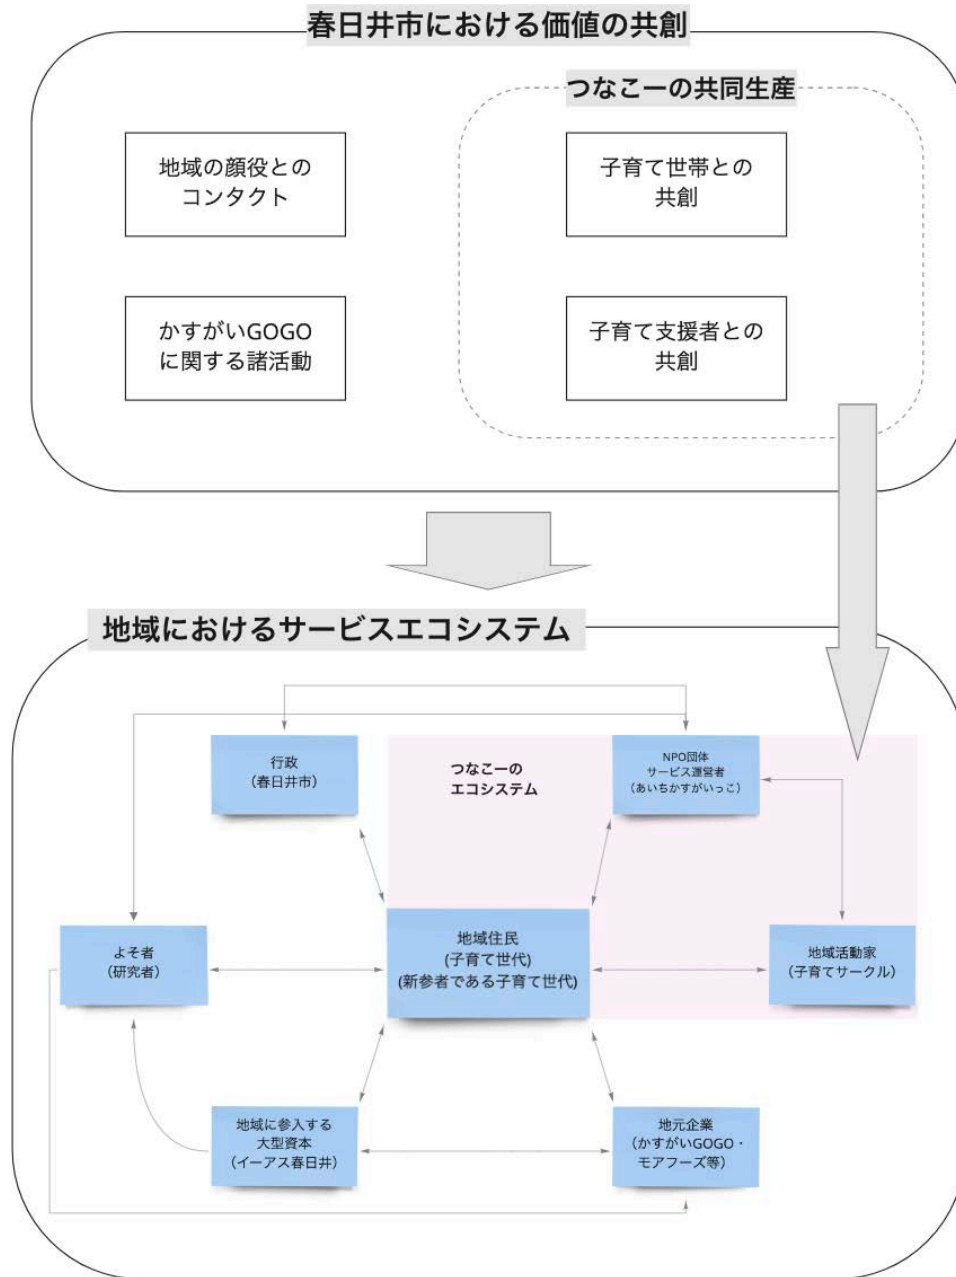 春日井市における価値の共創
つなこーの共同生産
地域の顔役との
コンタクト
子育て世帯との
共創
かすがいGOGO
に関する諸活動
子育て支援者との
共創
地域におけるサービスエコシステム
行政
（春日井市）
つなこーの
エコシステム
NPO団体
サービス運営者
（あいちかすがいっこ）
よそ者
（研究者）
地域住民
(子育て世代)
(新参者である子育て世代)
地域活動家
（子育てサークル）
地域に参入する
大型資本
（イーアス春日井）
地元企業
（かすがいGOGO・
モアフーズ等）